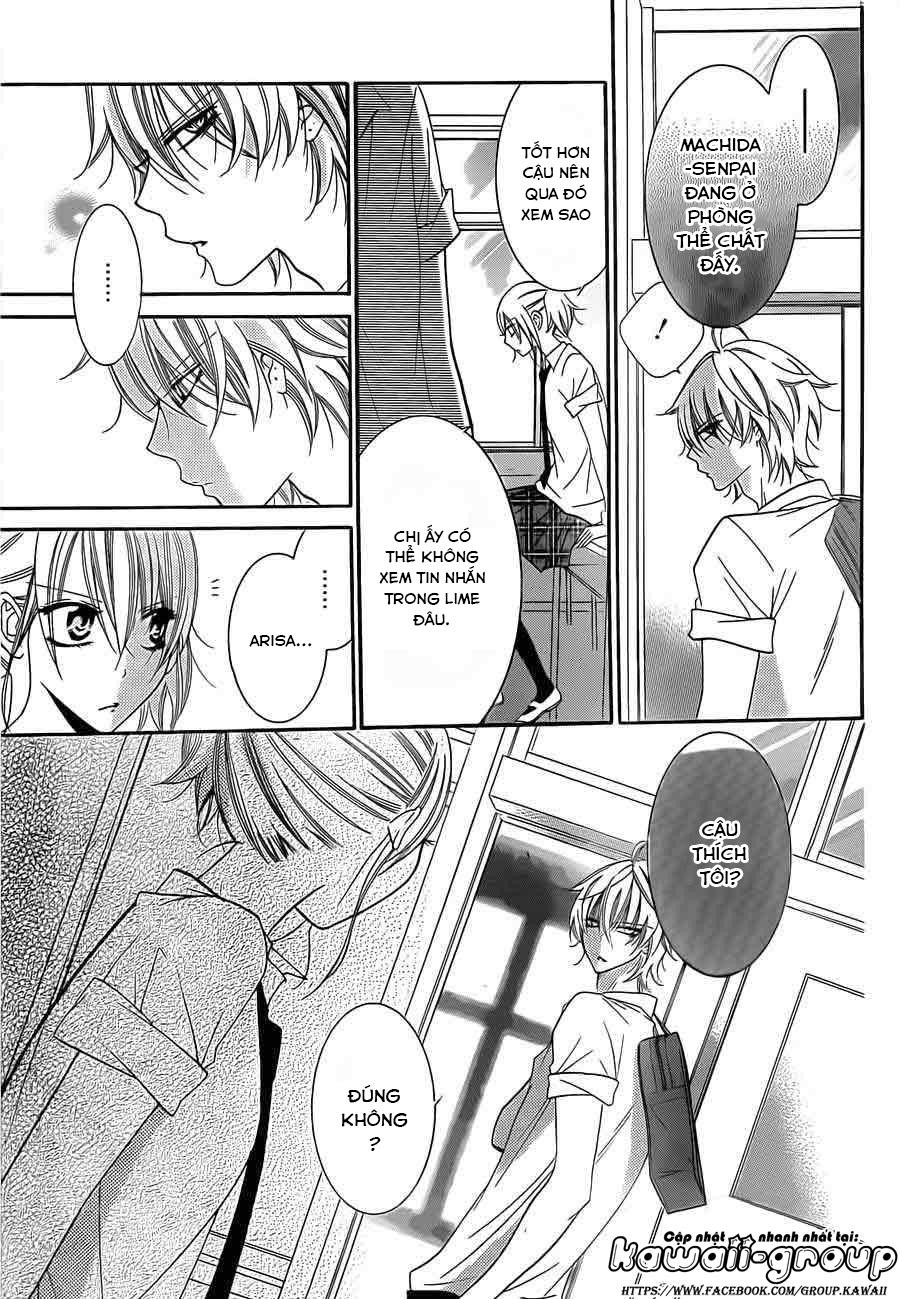 MACHIDA
-SENPAI
ĐANG Ở
PHÒNG
THỂ CHẤT
ĐẤY.
!
TỐT HƠN
CẬU NÊN
QUA ĐÓ
XEM SAO
CHỊ ẤY CÓ
THỂ KHÔNG
XEM TIN NHẮN
TRONG LIME
ĐÂU.
......
......
ARISA...
CẬU
THÍCH
TÔI?
ĐÚNG
KHÔNG
?
Cập nhật nhanh nhất tại:
kawaii-group
HTTPS://WWW.FACEBOOK.COM/GROUP.KAWAII